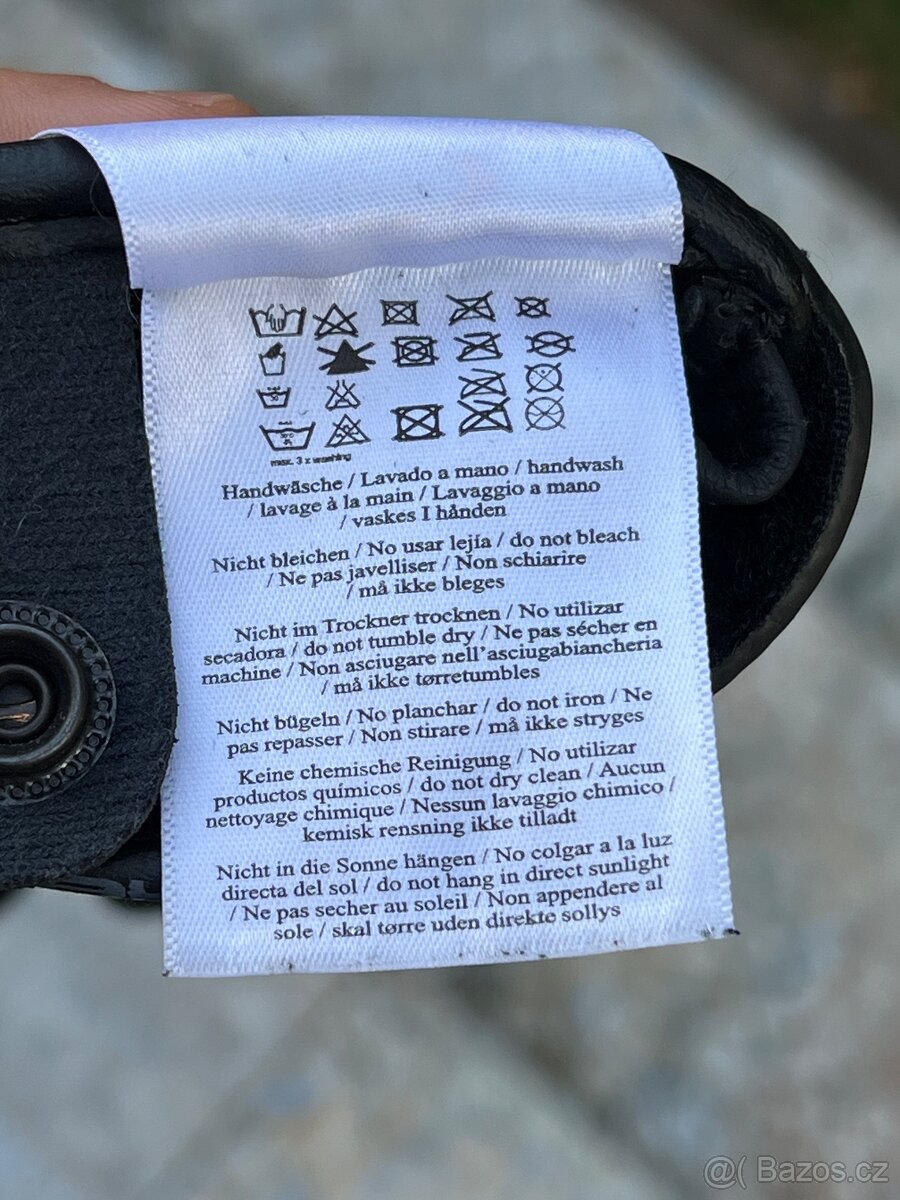 max. 3 x washing
Handwäsche / Lavado a mano / handwash
/ lavage à la main / Lavaggio a mano
/ vaskes I hånden
Nicht bleichen / No usar lejía / do not bleach
/ Ne pas javelliser / Non schiarire
/ må ikke bleges
Nicht im Trockner trocknen / No utilizar
secadora / do not tumble dry / Ne pas sécher en
machine / Non asciugare nell'asciugabiancheria
/ må ikke tørretumbles
Nicht bügeln / No planchar / do not iron / Ne
pas repasser / Non stirare / må ikke stryges
Keine chemische Reinigung / No utilizar
productos químicos / do not dry clean / Aucun
nettoyage chimique / Nessun lavaggio chimico /
kemisk rensning ikke tilladt
Nicht in die Sonne hängen / No colgar a la luz
directa del sol / do not hang in direct sunlight
/ Ne pas secher au soleil / Non appendere al
sole / skal tørre uden direkte sollys
@( Bazos.cz